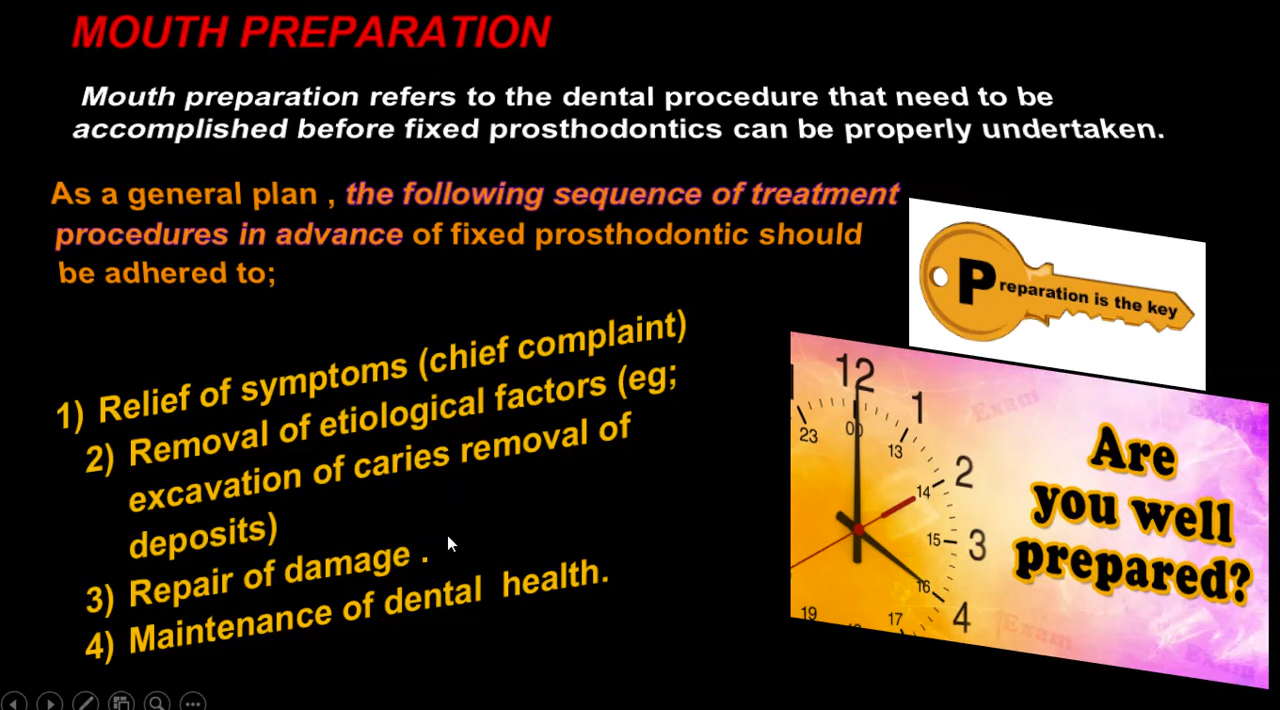 MOUTH PREPARATION
Mouth preparation refers to the dental procedure that need to be
accomplished before fixed prosthodontics can be properly undertaken.
As a general plan , the following sequence of treatment
procedures in advance of fixed prosthodontic should
be adhered to;
Preparation is the key
1) Relief of symptoms (chief complaint)
2) Removal of etiological factors (eg;
excavation of caries removal of
deposits)
3) Repair of damage .
4) Maintenance of dental health.
12
1
2
3
4
23
00
13
14
15
16
17
19
Exam
Are
you well
prepared?
Exam
Exam